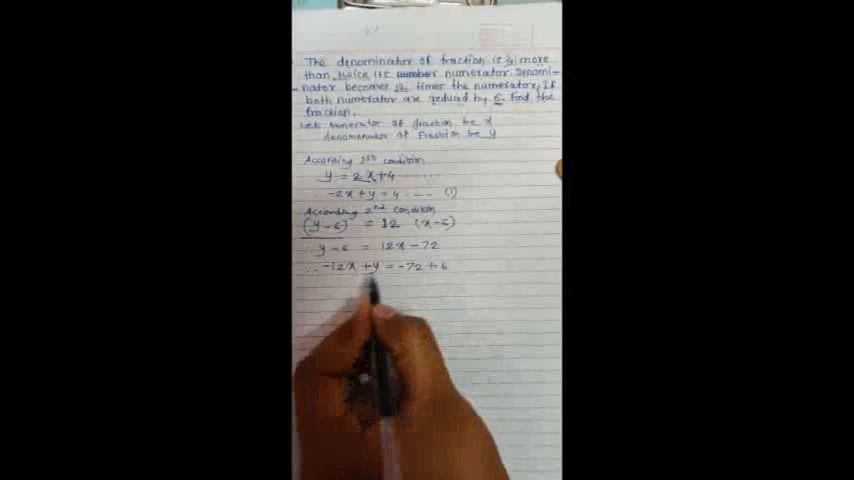 The denominator of fraction is 4 more
than twice its number numerator. Denomi-
nator becomes 12 times the numerator, If
both numerator are reduced by 6. find the
fraction.
Let Numerator of fraction be x
denomenator of Fraction be y
According 1st condition
y = 2x+4
-2x+y = 4 .... (1)
According 2nd condition
(y-6) = 12 (x-6)
y-6 = 12x-72
∴ -12x+y = -72+6